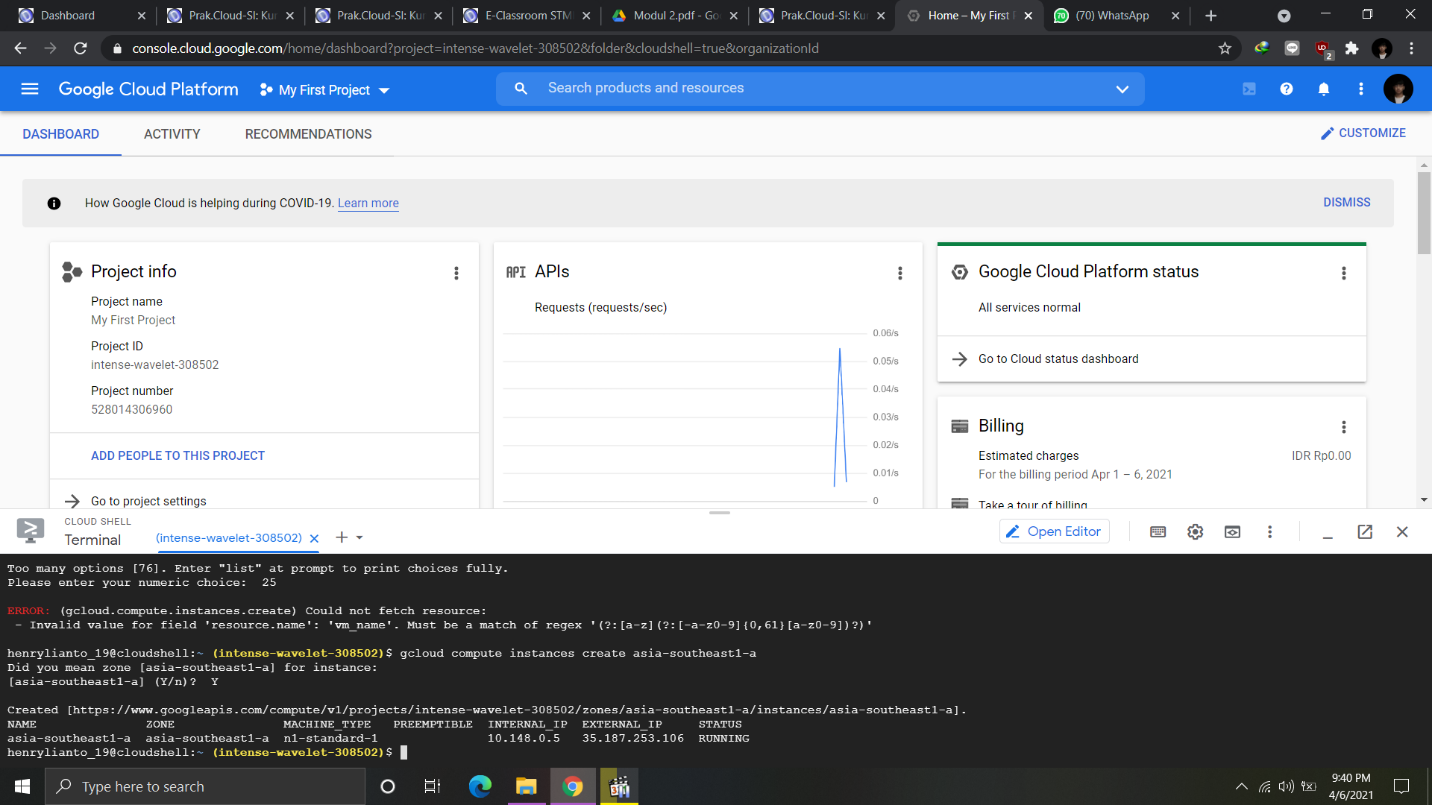 Dashboard
Prak.Cloud-SI: Ku
Prak.Cloud-SI: Ku
E-Classroom STM
Modul 2.pdf - Go
Prak.Cloud-SI: Ku
Home – My First
(70) WhatsApp
console.cloud.google.com/home/dashboard?project=intense-wavelet-308502&folder&cloudshell=true&organizationId
Google Cloud Platform
My First Project
Search products and resources
DASHBOARD
ACTIVITY
RECOMMENDATIONS
CUSTOMIZE
How Google Cloud is helping during COVID-19. Learn more
DISMISS
Project info
Project name
My First Project
Project ID
intense-wavelet-308502
Project number
528014306960
ADD PEOPLE TO THIS PROJECT
Go to project settings
API APIs
Requests (requests/sec)
0.06/s
0.05/s
0.04/s
0.03/s
0.02/s
0.01/s
0
Google Cloud Platform status
All services normal
Go to Cloud status dashboard
Billing
Estimated charges IDR Rp0.00
For the billing period Apr 1 – 6, 2021
Take a tour of billing
CLOUD SHELL
Terminal
(intense-wavelet-308502)
Open Editor
Too many options [76]. Enter "list" at prompt to print choices fully.
Please enter your numeric choice:  25
ERROR: (gcloud.compute.instances.create) Could not fetch resource:
- Invalid value for field 'resource.name': 'vm_name'. Must be a match of regex '(?:[a-z](?:[-a-z0-9]{0,61}[a-z0-9])?)'
henrylianto_19@cloudshell:~ (intense-wavelet-308502)$ gcloud compute instances create asia-southeast1-a
Did you mean zone [asia-southeast1-a] for instance:
[asia-southeast1-a] (Y/n)?  Y
Created [https://www.googleapis.com/compute/v1/projects/intense-wavelet-308502/zones/asia-southeast1-a/instances/asia-southeast1-a].
NAME ZONE MACHINE_TYPE PREEMPTIBLE INTERNAL_IP EXTERNAL_IP STATUS
asia-southeast1-a asia-southeast1-a n1-standard-1 10.148.0.5 35.187.253.106 RUNNING
henrylianto_19@cloudshell:~ (intense-wavelet-308502)$
Type here to search
9:40 PM
4/6/2021